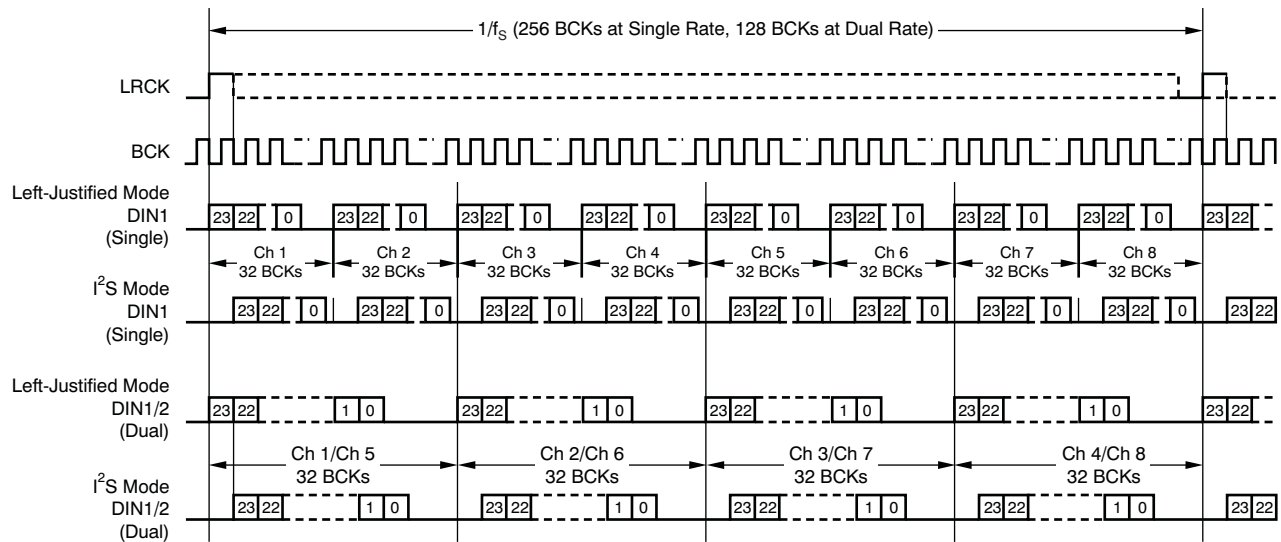 1/fS (256 BCKs at Single Rate, 128 BCKs at Dual Rate)
LRCK
BCK
Left-Justified Mode
DIN1
(Single)
23 22 0 23 22 0 23 22 0 23 22 0 23 22 0 23 22 0 23 22 0 23 22 0 23 22
Ch 1 Ch 2 Ch 3 Ch 4 Ch 5 Ch 6 Ch 7 Ch 8
32 BCKs 32 BCKs 32 BCKs 32 BCKs 32 BCKs 32 BCKs 32 BCKs 32 BCKs
I²S Mode
DIN1
(Single)
23 22 0 23 22 0 23 22 0 23 22 0 23 22 0 23 22 0 23 22 0 23 22 0 23 22
Left-Justified Mode
DIN1/2
(Dual)
23 22 1 0 23 22 1 0 23 22 1 0 23 22 1 0 23 22
Ch 1/Ch 5 Ch 2/Ch 6 Ch 3/Ch 7 Ch 4/Ch 8
32 BCKs 32 BCKs 32 BCKs 32 BCKs
I²S Mode
DIN1/2
(Dual)
23 22 1 0 23 22 1 0 23 22 1 0 23 22 1 0 23 22